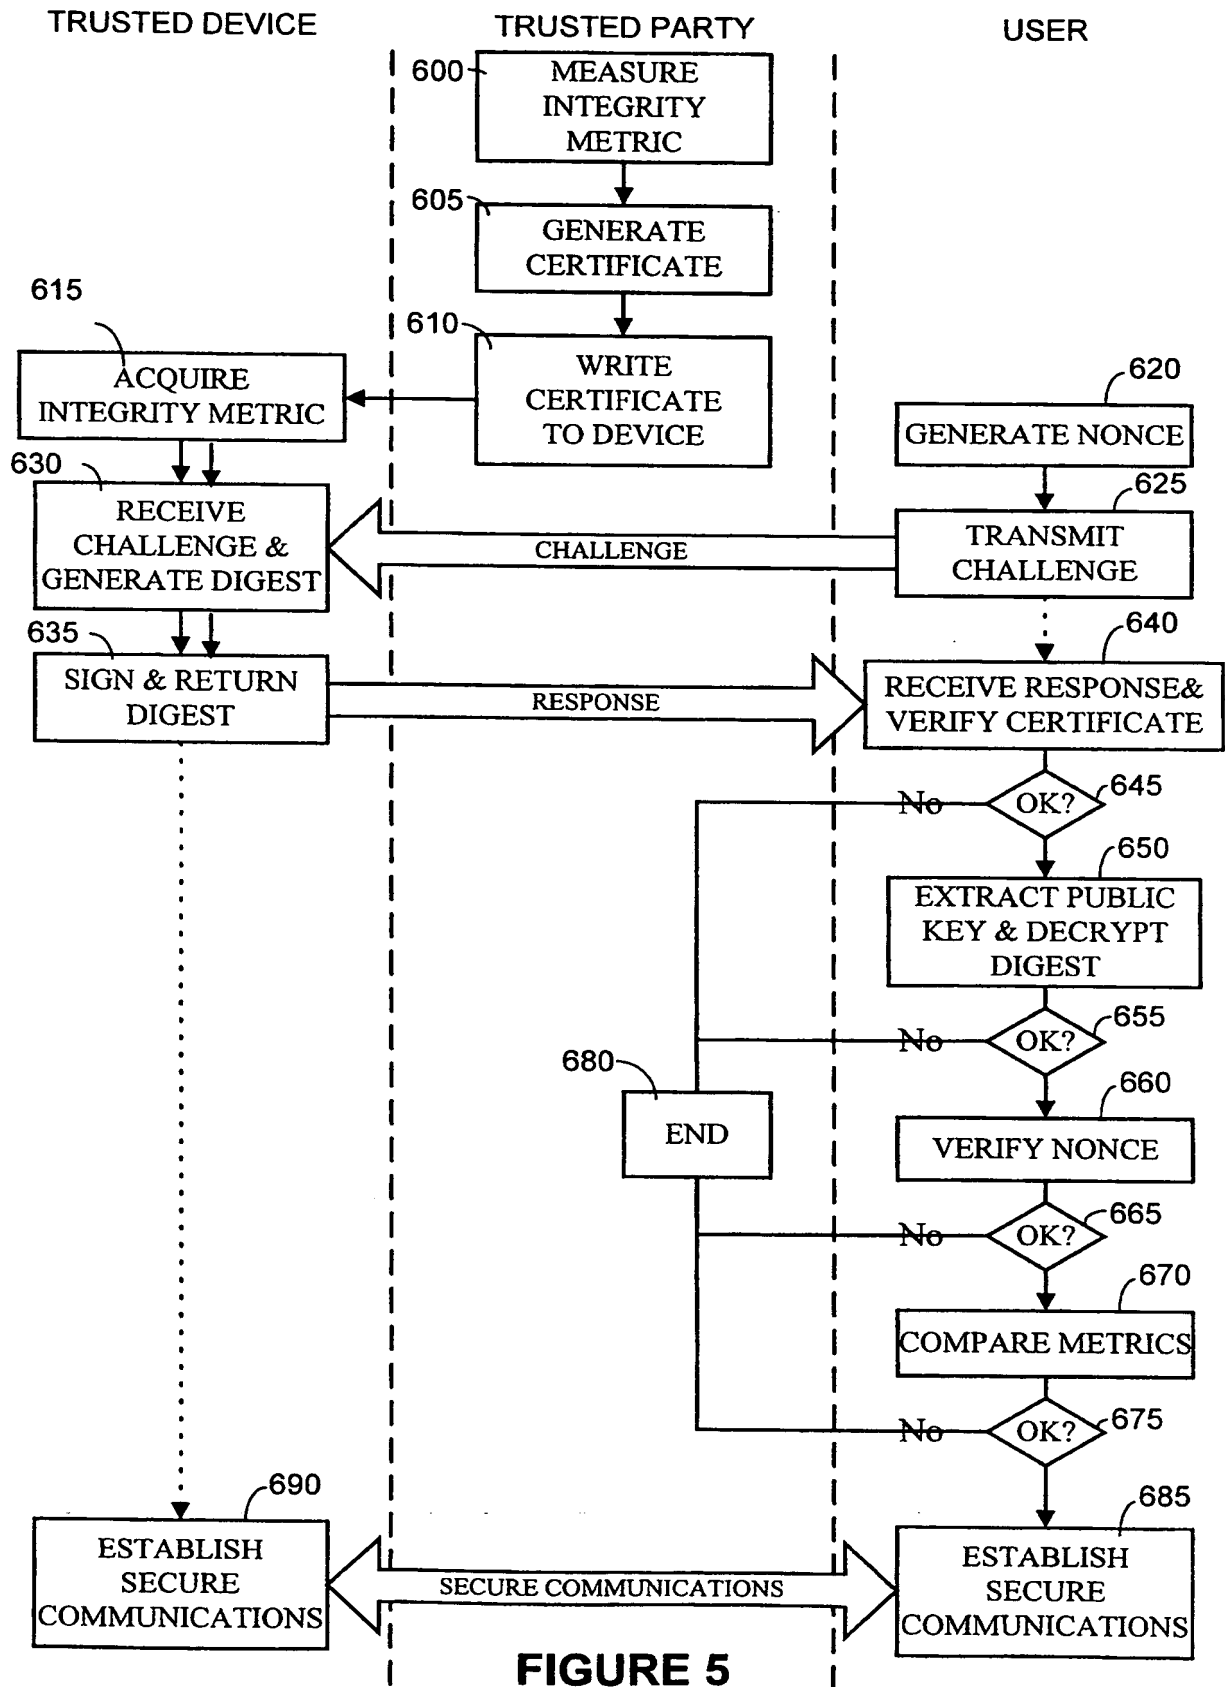 TRUSTED DEVICE
TRUSTED PARTY
USER
600
MEASURE
INTEGRITY
METRIC
605
GENERATE
CERTIFICATE
610
WRITE
CERTIFICATE
TO DEVICE
615
ACQUIRE
INTEGRITY METRIC
620
GENERATE NONCE
625
TRANSMIT
CHALLENGE
CHALLENGE
630
RECEIVE
CHALLENGE &
GENERATE DIGEST
635
SIGN & RETURN
DIGEST
RESPONSE
640
RECEIVE RESPONSE&
VERIFY CERTIFICATE
645
OK?
No
650
EXTRACT PUBLIC
KEY & DECRYPT
DIGEST
655
OK?
No
680
END
660
VERIFY NONCE
665
OK?
No
670
COMPARE METRICS
675
OK?
No
690
ESTABLISH
SECURE
COMMUNICATIONS
SECURE COMMUNICATIONS
685
ESTABLISH
SECURE
COMMUNICATIONS
FIGURE 5